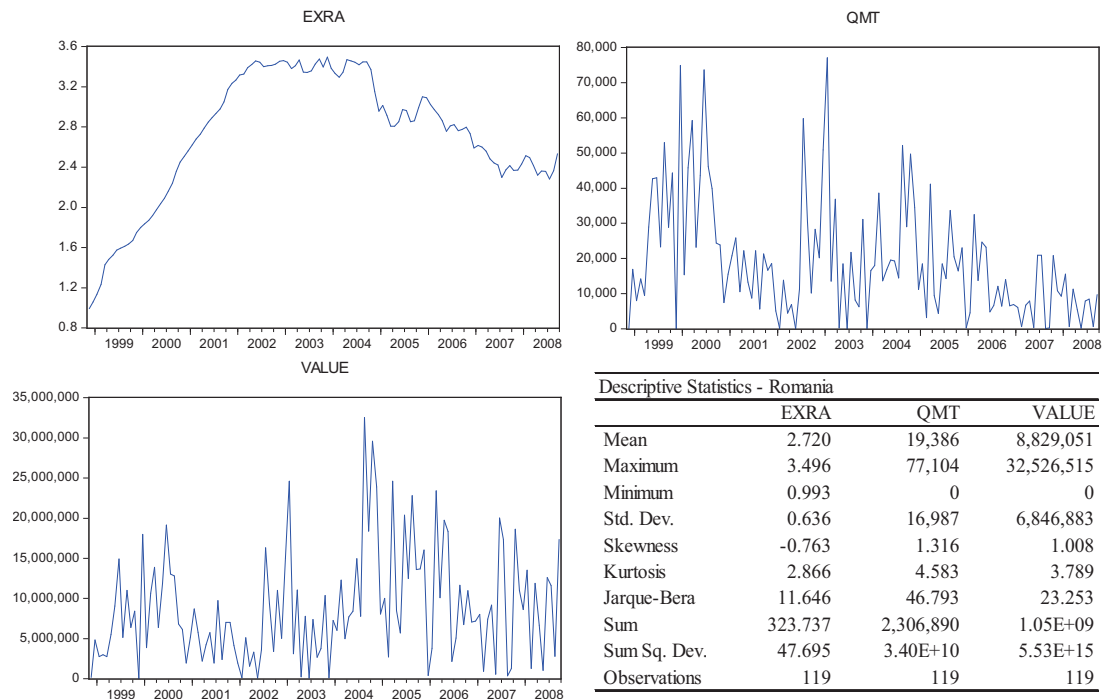 EXRA
3.6
3.2
2.8
2.4
2.0
1.6
1.2
0.8
1999 2000 2001 2002 2003 2004 2005 2006 2007 2008
QMT
80,000
70,000
60,000
50,000
40,000
30,000
20,000
10,000
0
1999 2000 2001 2002 2003 2004 2005 2006 2007 2008
VALUE
35,000,000
30,000,000
25,000,000
20,000,000
15,000,000
10,000,000
5,000,000
0
1999 2000 2001 2002 2003 2004 2005 2006 2007 2008
Descriptive Statistics - Romania
EXRA QMT VALUE
Mean 2.720 19,386 8,829,051
Maximum 3.496 77,104 32,526,515
Minimum 0.993 0 0
Std. Dev. 0.636 16,987 6,846,883
Skewness -0.763 1.316 1.008
Kurtosis 2.866 4.583 3.789
Jarque-Bera 11.646 46.793 23.253
Sum 323.737 2,306,890 1.05E+09
Sum Sq. Dev. 47.695 3.40E+10 5.53E+15
Observations 119 119 119